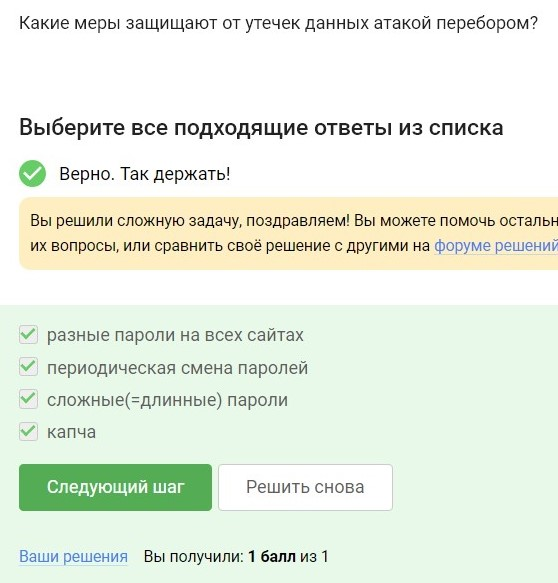 Какие меры защищают от утечек данных атакой перебором?
Выберите все подходящие ответы из списка
Верно. Так держать!
Вы решили сложную задачу, поздравляем! Вы можете помочь
их вопросы, или сравнить своё решение с другими на форуме решений
разные пароли на всех сайтах
периодическая смена паролей
сложные(=длинные) пароли
капча
Следующий шаг
Решить снова
Ваши решения Вы получили: 1 балл из 1